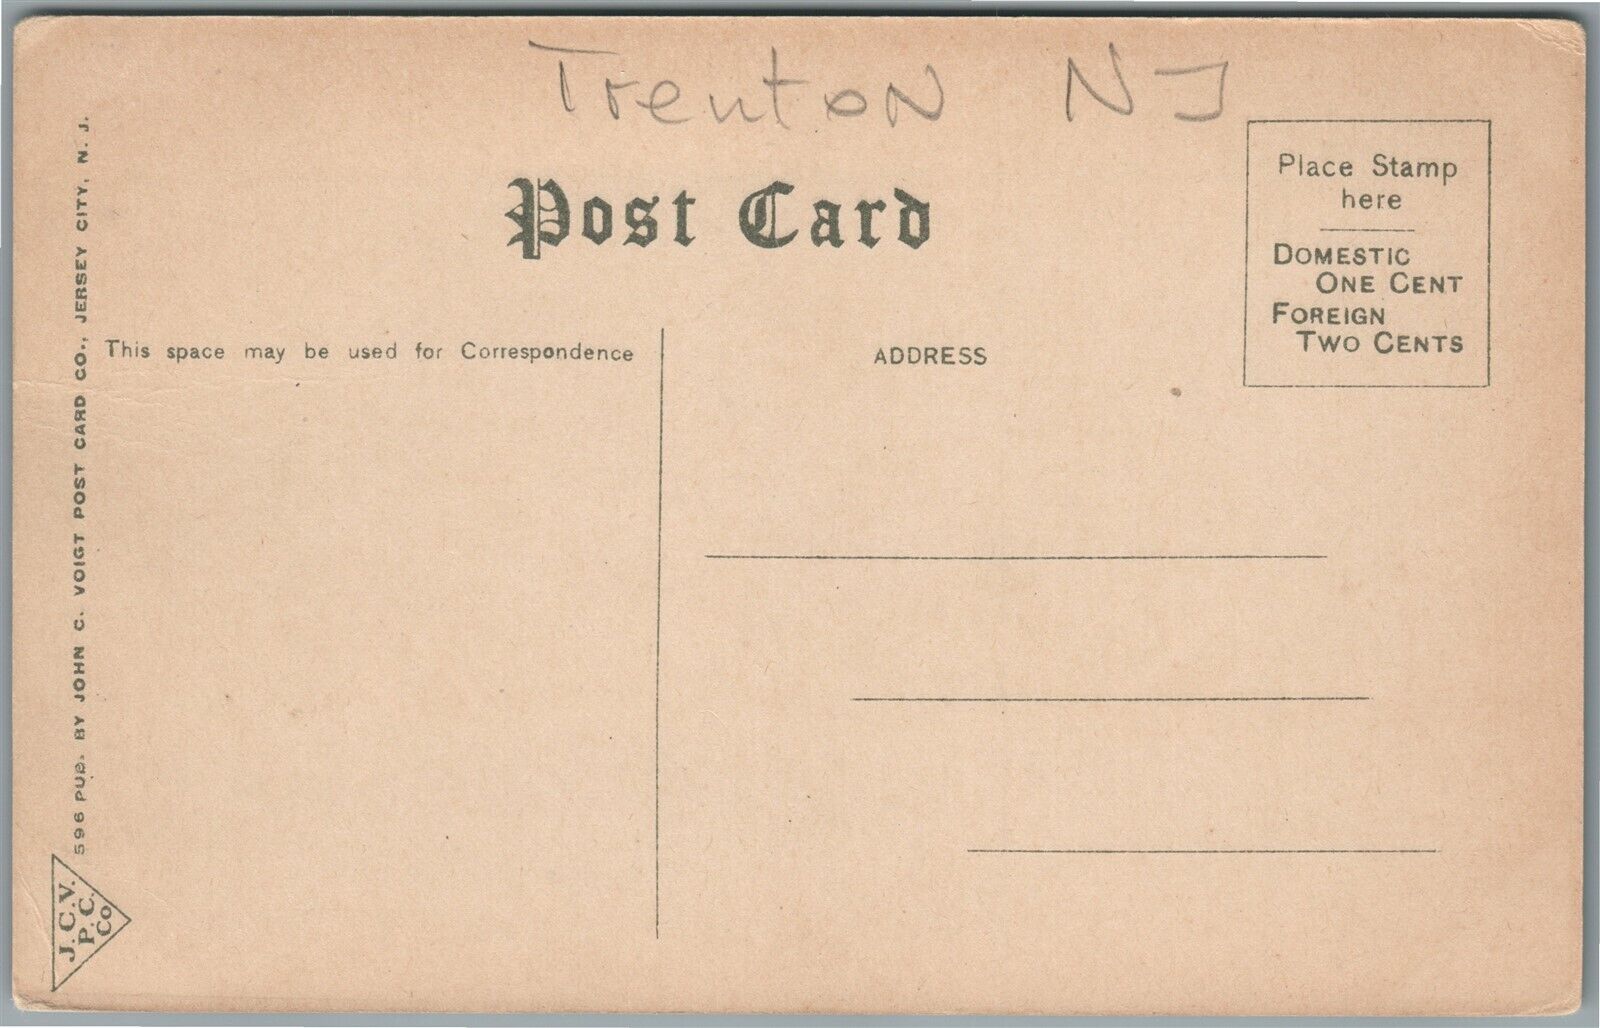 Trenton NJ
Post Card
Place Stamp
here
DOMESTIC
ONE CENT
FOREIGN
TWO CENTS
This space may be used for Correspondence
ADDRESS
596 PUB. BY JOHN C. VOIGT POST CARD CO., JERSEY CITY, N. J.
J.C.V.
P.C.
Co